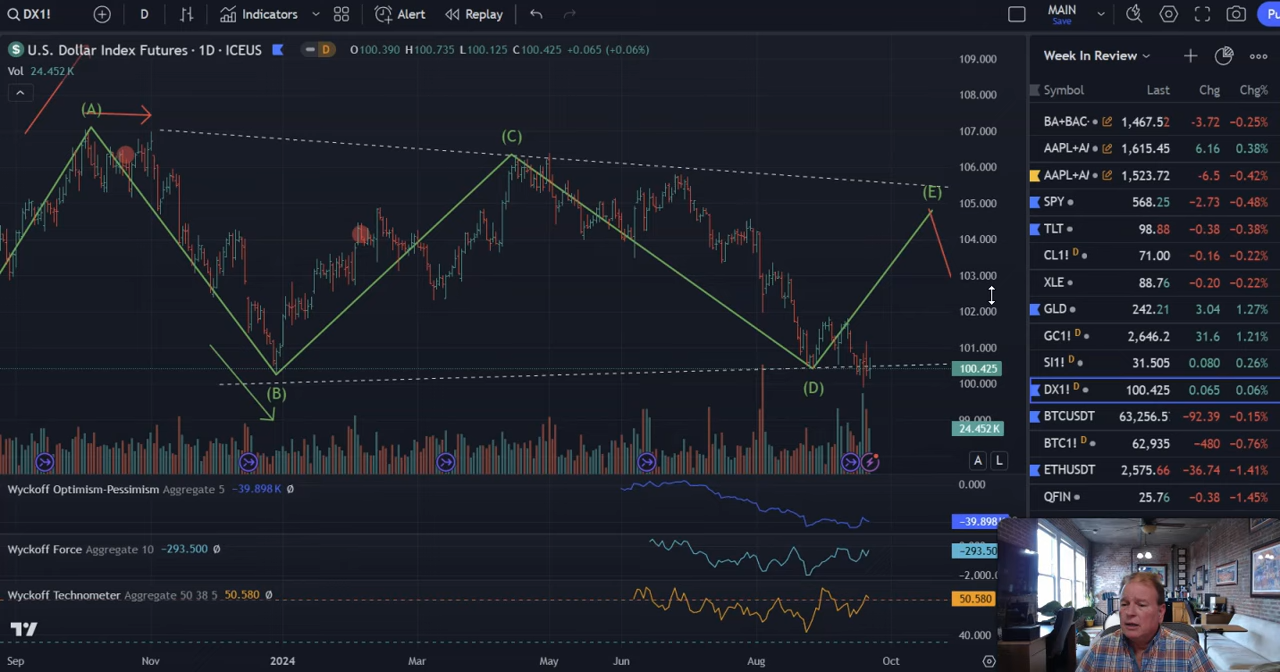 DX1! D Indicators Alert Replay MAIN Save Pu
S U.S. Dollar Index Futures · 1D · ICEUS D O100.390 H100.735 L100.125 C100.425 +0.065 (+0.06%)
Vol 24.452 K
(A)
(B)
(C)
(D)
(E)
109.000
108.000
107.000
106.000
105.000
104.000
103.000
102.000
101.000
100.425
100.000
99.000
24.452 K
A L
Wyckoff Optimism-Pessimism Aggregate 5 −39.898K Ø
0.000
−39.898K
Wyckoff Force Aggregate 10 −293.500 Ø
−293.50
−2.000.
Wyckoff Technometer Aggregate 50 38 5 50.580 Ø
50.580
40.000
Sep Nov 2024 Mar May Jun Aug Oct
Week In Review
Symbol Last Chg Chg%
BA+BAC· 1,467.52 -3.72 −0.25%
AAPL+A/ 1,615.45 6.16 0.38%
AAPL+A/ 1,523.72 -6.5 −0.42%
SPY 568.25 -2.73 −0.48%
TLT 98.88 -0.38 −0.38%
CL1! D 71.00 -0.16 −0.22%
XLE 88.76 -0.20 −0.22%
GLD 242.21 3.04 1.27%
GC1! D 2,646.2 31.6 1.21%
SI1! D 31.505 0.080 0.26%
DX1! D 100.425 0.065 0.06%
BTCUSDT 63,256.5 -92.39 −0.15%
BTC1! D 62,935 -480 −0.76%
ETHUSDT 2,575.66 -36.74 −1.41%
QFIN 25.76 -0.38 −1.45%